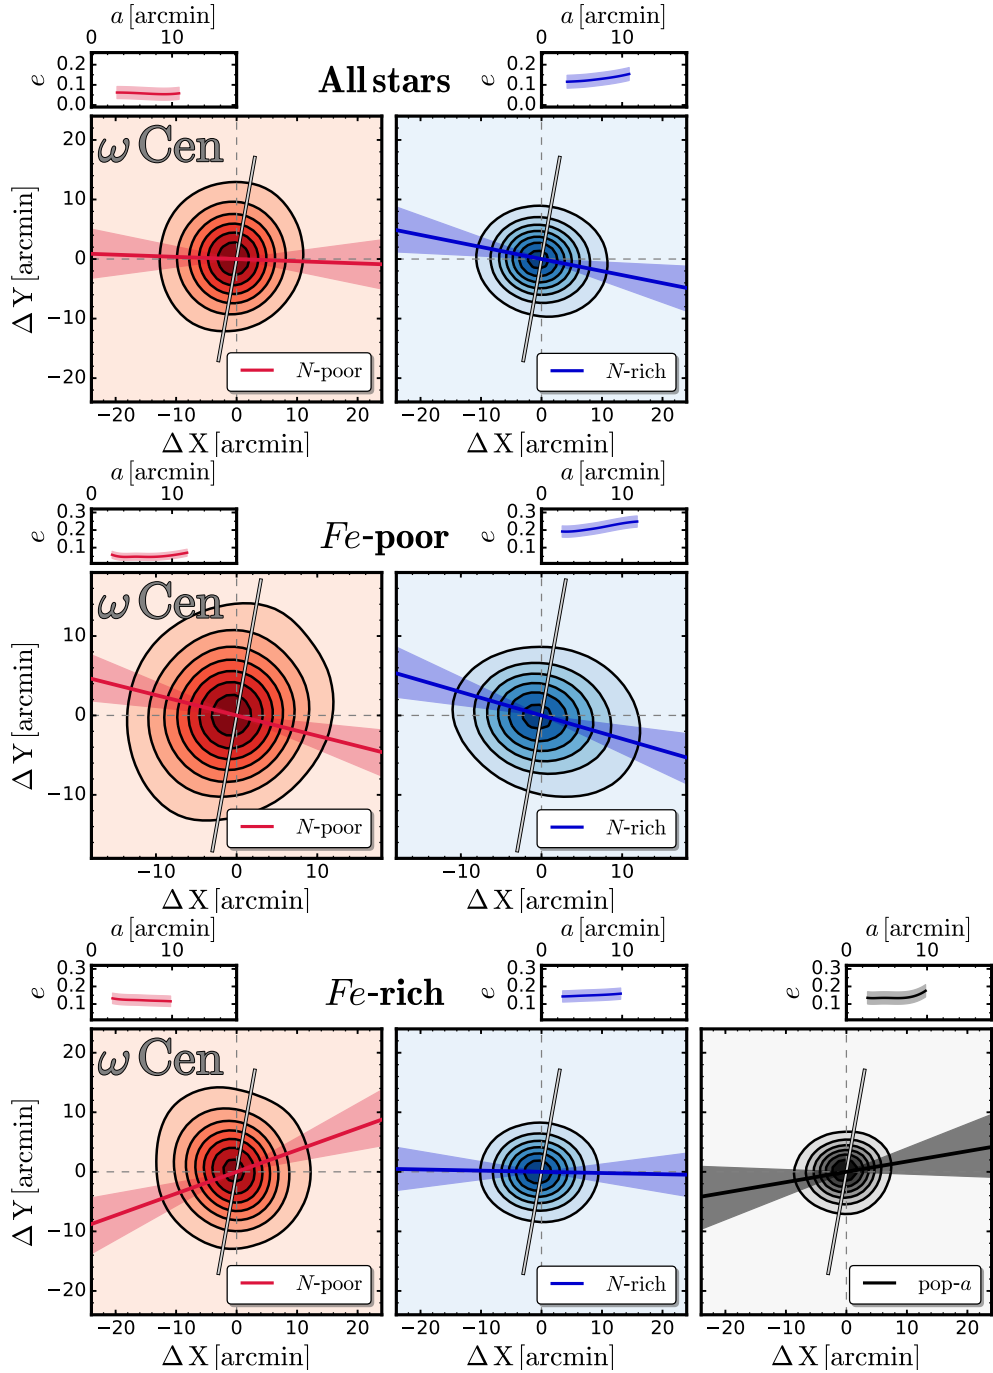 a [arcmin] a [arcmin]
0 10 0 10
e 0.2 0.1 0.0 All stars e 0.2 0.1 0.0
ω Cen
Δ Y [arcmin] 20 10 0 −10 −20
N-poor N-rich
−20 −10 0 10 20 −20 −10 0 10 20
Δ X [arcmin] Δ X [arcmin]
a [arcmin] a [arcmin]
0 10 0 10
e 0.3 0.2 0.1 Fe-poor e 0.3 0.2 0.1
ω Cen
Δ Y [arcmin] 10 0 −10
N-poor N-rich
−10 0 10 −10 0 10
Δ X [arcmin] Δ X [arcmin]
a [arcmin] a [arcmin] a [arcmin]
0 10 0 10 0 10
e 0.3 0.2 0.1 Fe-rich e 0.3 0.2 0.1 e 0.3 0.2 0.1
ω Cen
Δ Y [arcmin] 20 10 0 −10 −20
N-poor N-rich pop-a
−20 −10 0 10 20 −20 −10 0 10 20 −20 −10 0 10 20
Δ X [arcmin] Δ X [arcmin] Δ X [arcmin]